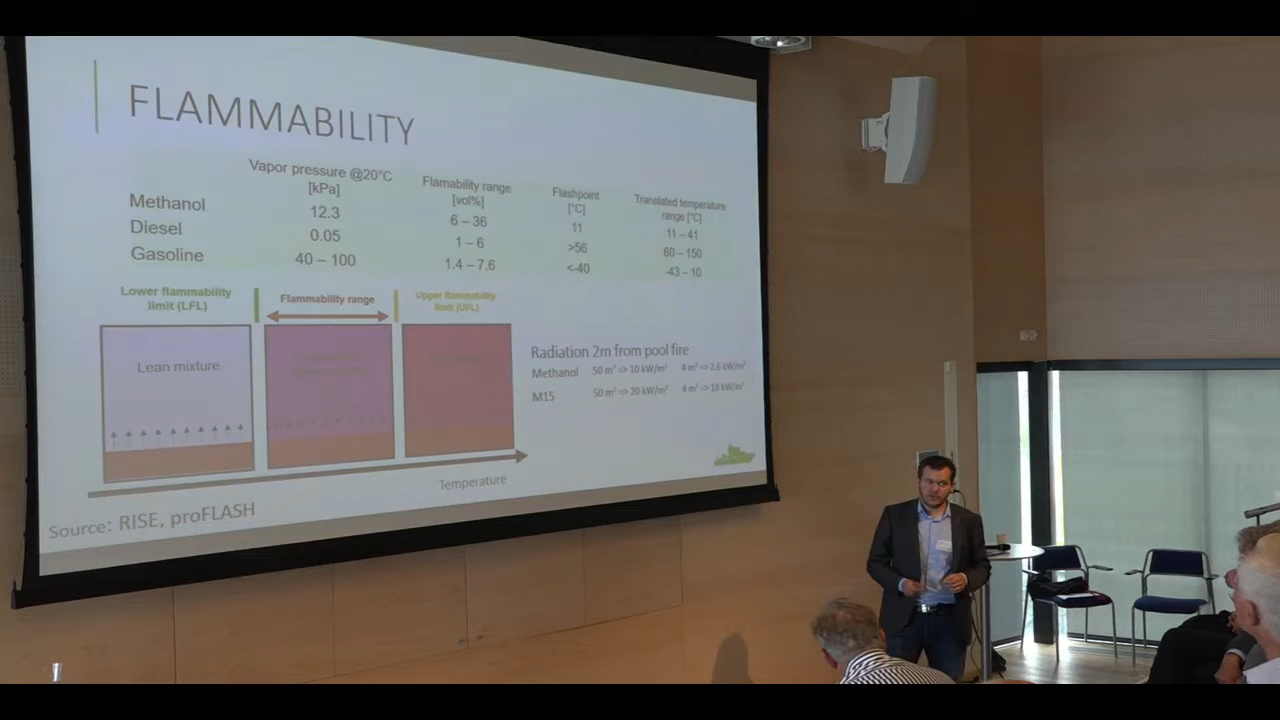 FLAMMABILITY
Vapor pressure @20°C
[kPa]
Flamability range
[vol%]
Flashpoint
[°C]
Translated temperature
range [°C]
Methanol 12.3 6 – 36 11 11 – 41
Diesel 0.05 1 – 6 >56 60 – 150
Gasoline 40 – 100 1.4 – 7.6 <-40 -43 – 10
Lower flammability
limit (LFL)
Flammability range
Upper flammability
limit (UFL)
Lean mixture
Radiation 2m from pool fire
Methanol 50 m² => 10 kW/m² 4 m² => 2.6 kW/m²
M15 50 m² => 20 kW/m² 4 m² => 18 kW/m²
Temperature
Source: RISE, proFLASH